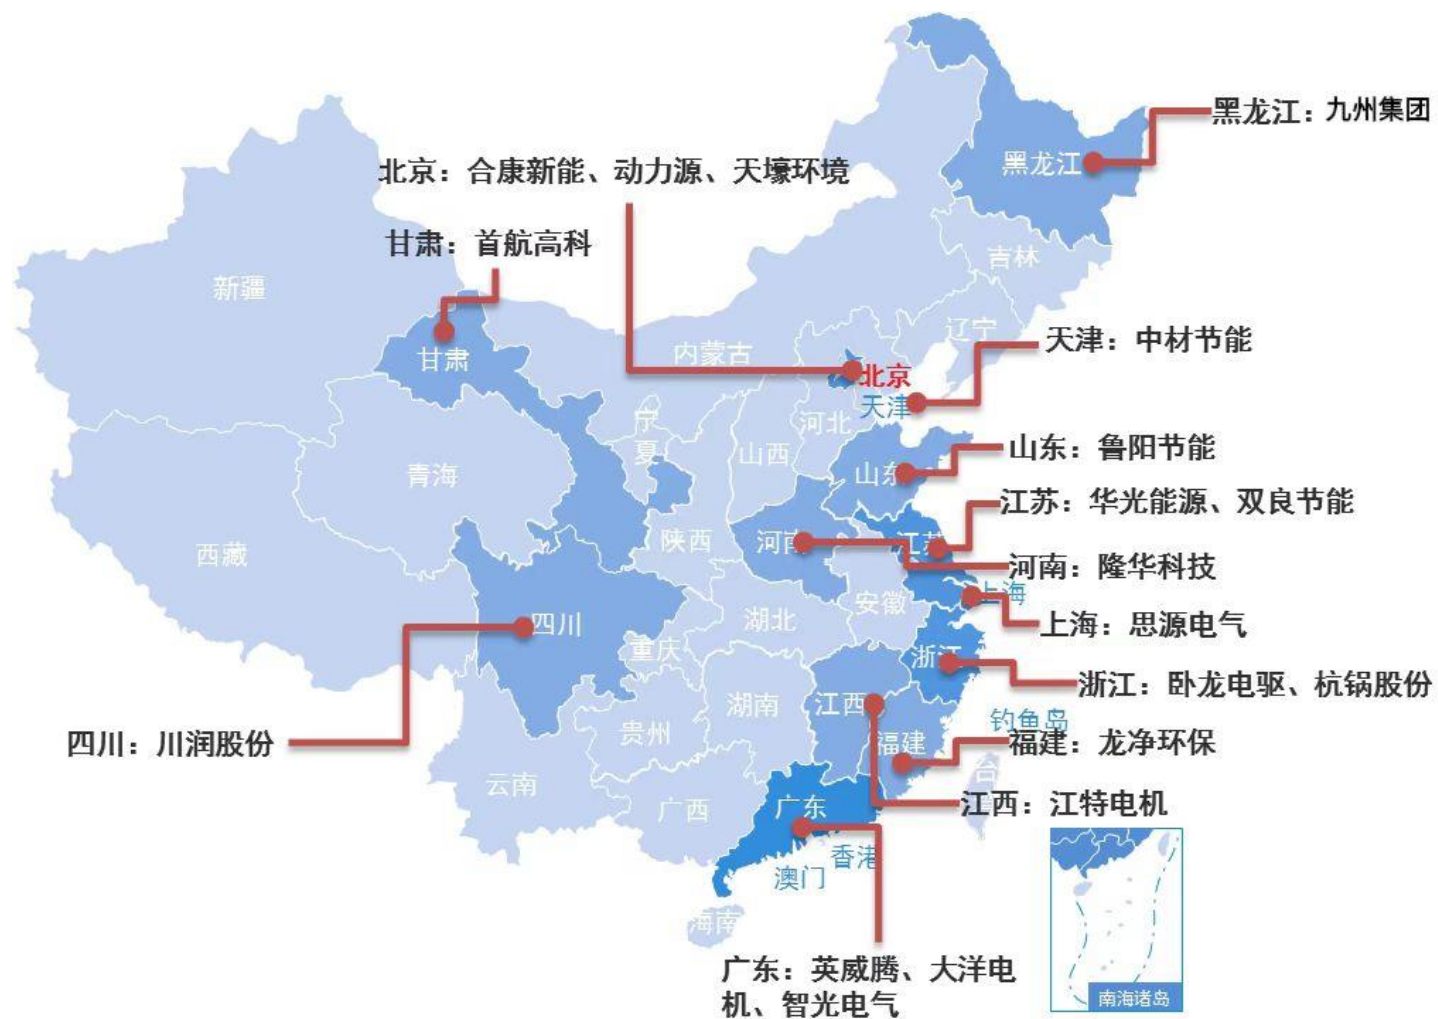 黑龙江：九州集团
北京：合康新能、动力源、天壕环境
黑龙江
甘肃：首航高科
吉林
新疆
辽宁
天津：中材节能
内蒙古
甘肃
北京
天津
宁夏
河北
山西
山东
山东：鲁阳节能
青海
江苏：华光能源、双良节能
陕西
河南
江苏
西藏
河南：隆华科技
上海
安徽
四川
湖北
上海：思源电气
重庆
浙江
浙江：卧龙电驱、杭锅股份
湖南
江西
钓鱼岛
贵州
福建
四川：川润股份
福建：龙净环保
台
云南
广西
广东
江西：江特电机
香港
澳门
海南
广东：英威腾、大洋电
机、智光电气
南海诸岛